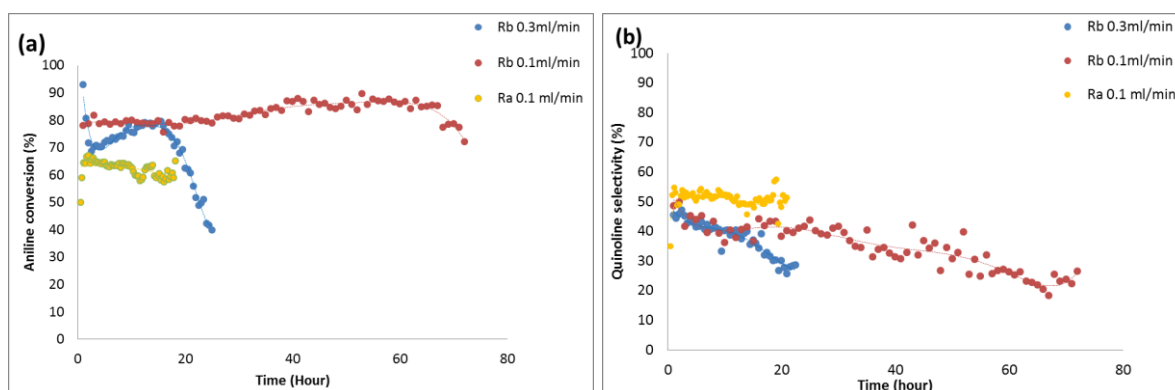 (a)
Rb 0.3ml/min
Rb 0.1ml/min
Ra 0.1 ml/min
Aniline conversion (%)
100
90
80
70
60
50
40
30
20
10
0
0 20 40 60 80
Time (Hour)
(b)
Rb 0.3ml/min
Rb 0.1ml/min
Ra 0.1 ml/min
Quinoline selectivity (%)
100
90
80
70
60
50
40
30
20
10
0
0 20 40 60 80
Time (hour)